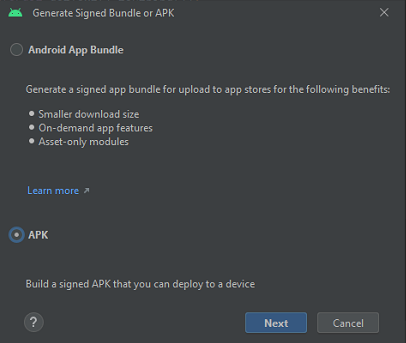 Generate Signed Bundle or APK
Android App Bundle
Generate a signed app bundle for upload to app stores for the following benefits:
• Smaller download size
• On-demand app features
• Asset-only modules
Learn more ↗
APK
Build a signed APK that you can deploy to a device
? Next Cancel